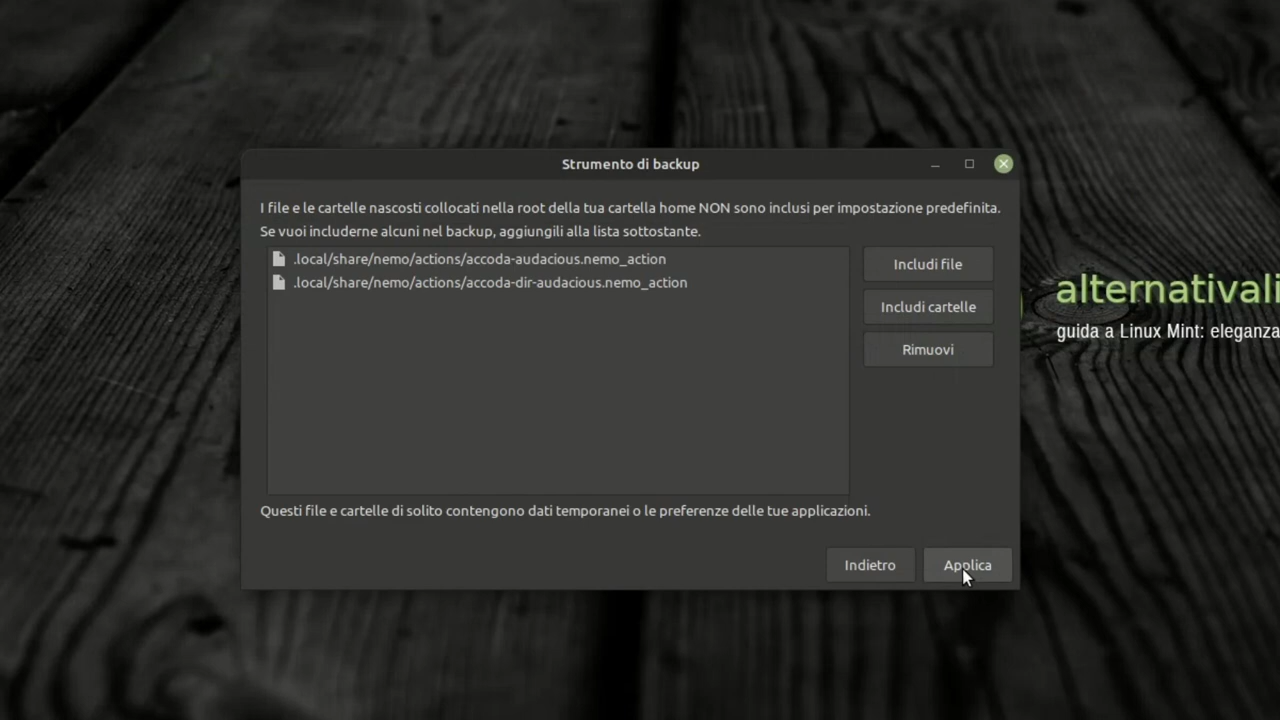 Strumento di backup
I file e le cartelle nascosti collocati nella root della tua cartella home NON sono inclusi per impostazione predefinita.
Se vuoi includerne alcuni nel backup, aggiungili alla lista sottostante.
.local/share/nemo/actions/accoda-audacious.nemo_action
.local/share/nemo/actions/accoda-dir-audacious.nemo_action
Includi file
Includi cartelle
Rimuovi
alternativali
guida a Linux Mint: eleganza
Questi file e cartelle di solito contengono dati temporanei o le preferenze delle tue applicazioni.
Indietro
Applica